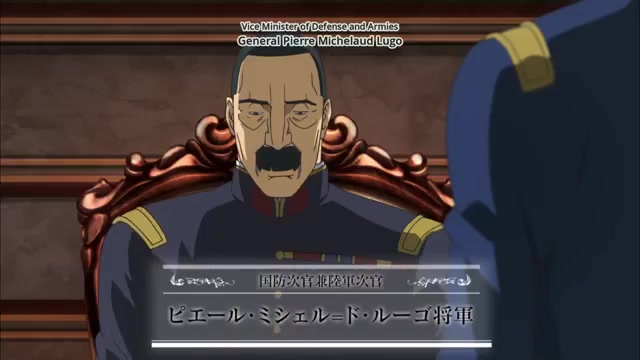 Vice Minister of Defense and Armies
General Pierre Michelaud Lugo
国防次官兼陸軍次官
ピエール・ミシェル=ド・ルーゴ将軍